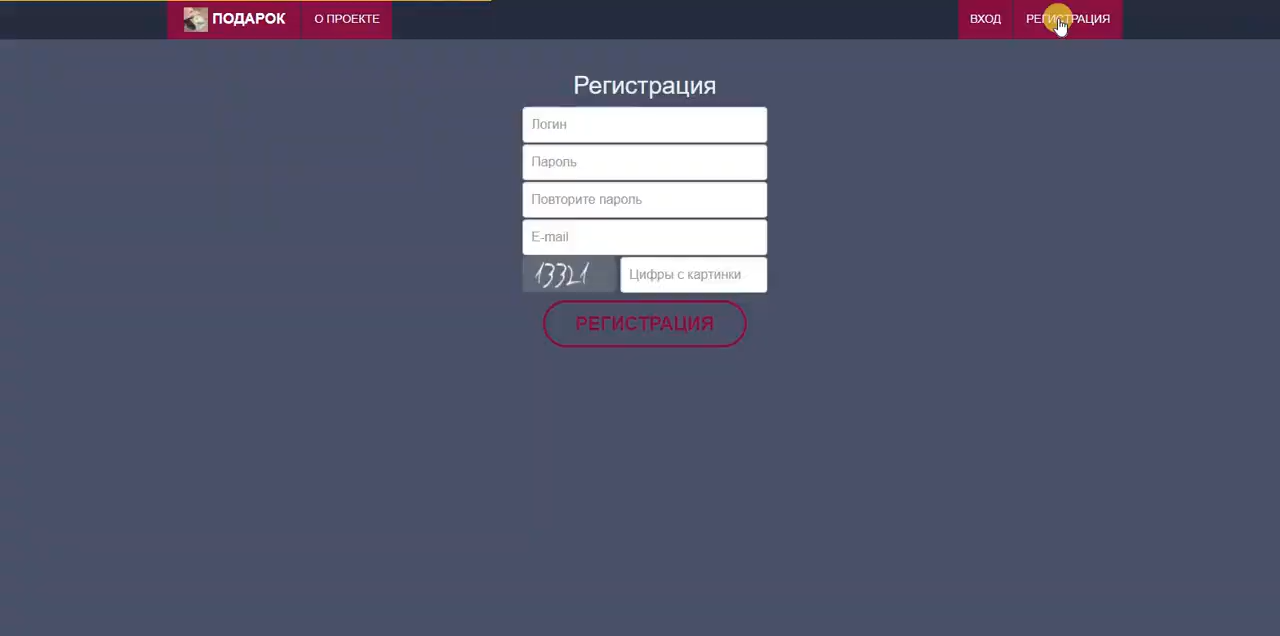 ПОДАРОК
О ПРОЕКТЕ
ВХОД
РЕГИСТРАЦИЯ
Регистрация
Логин
Пароль
Повторите пароль
E-mail
13321
Цифры с картинки
РЕГИСТРАЦИЯ